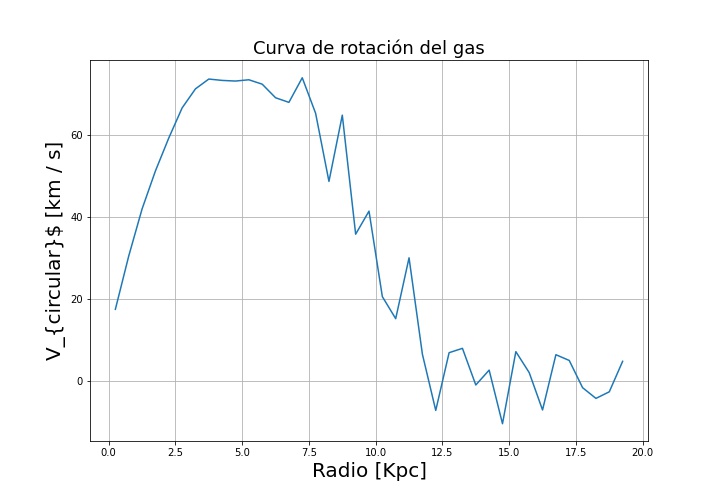 Curva de rotación del gas
V_{circular}$ [km / s]
60
40
20
0
0.0 2.5 5.0 7.5 10.0 12.5 15.0 17.5 20.0
Radio [Kpc]